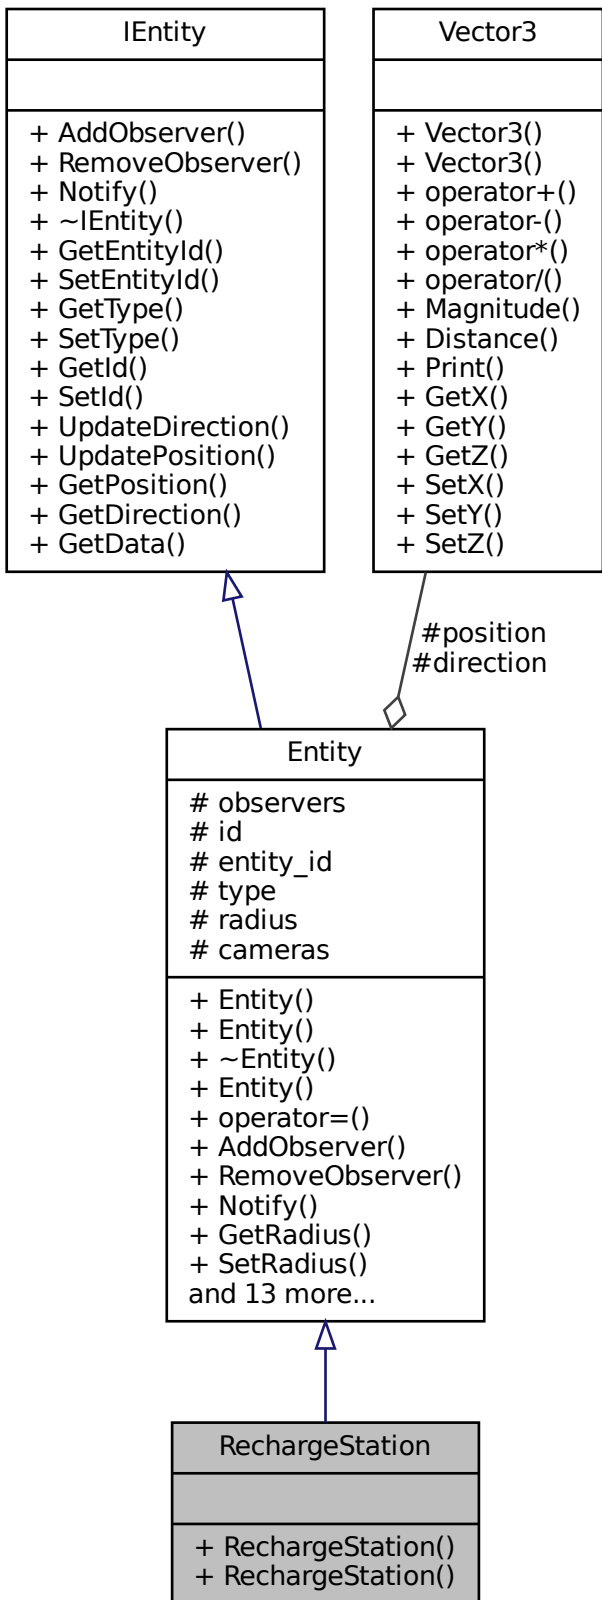 IEntity
+ AddObserver()
+ RemoveObserver()
+ Notify()
+ ~IEntity()
+ GetEntityId()
+ SetEntityId()
+ GetType()
+ SetType()
+ GetId()
+ SetId()
+ UpdateDirection()
+ UpdatePosition()
+ GetPosition()
+ GetDirection()
+ GetData()
Vector3
+ Vector3()
+ Vector3()
+ operator+()
+ operator-()
+ operator*()
+ operator/()
+ Magnitude()
+ Distance()
+ Print()
+ GetX()
+ GetY()
+ GetZ()
+ SetX()
+ SetY()
+ SetZ()
#position
#direction
Entity
# observers
# id
# entity_id
# type
# radius
# cameras
+ Entity()
+ Entity()
+ ~Entity()
+ Entity()
+ operator=()
+ AddObserver()
+ RemoveObserver()
+ Notify()
+ GetRadius()
+ SetRadius()
and 13 more...
RechargeStation
+ RechargeStation()
+ RechargeStation()